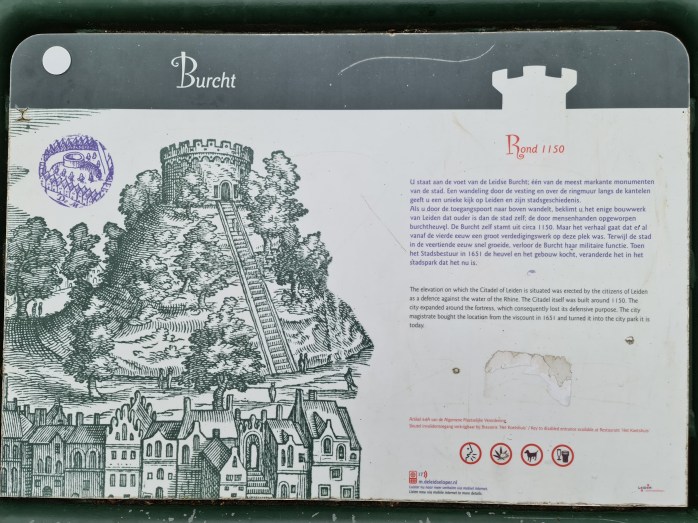 Burcht
Rond 1150
U staat aan de voet van de Leidse Burcht; één van de meest markante monumenten
van de stad. Een wandeling door de vesting en over de ringmuur langs de kantelen
geeft u een unieke kijk op Leiden en zijn stadsgeschiedenis.
Als u door de toegangspoort naar boven wandelt, beklimt u het enige bouwwerk
van Leiden dat ouder is dan de stad zelf; de door mensenhanden opgeworpen
burchtheuvel. De Burcht zelf stamt uit circa 1150. Maar het verhaal gaat dat er al
vanaf de vierde eeuw een groot verdedigingswerk op deze plek was. Terwijl de stad
in de veertiende eeuw snel groeide, verloor de Burcht haar militaire functie. Toen
het Stadsbestuur in 1651 de heuvel en het gebouw kocht, veranderde het in het
stadspark dat het nu is.
The elevation on which the Citadel of Leiden is situated was erected by the citizens of Leiden
as a defence against the water of the Rhine. The Citadel itself was built around 1150. The
city expanded around the fortress, which consequently lost its defensive purpose. The city
magistrate bought the location from the viscount in 1651 and turned it into the city park it is
today.